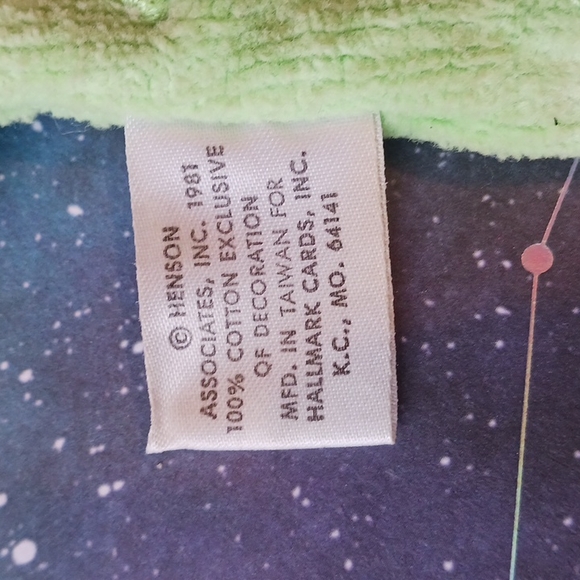 © HENSON
ASSOCIATES, INC. 1981
100% COTTON EXCLUSIVE
OF DECORATION
MFD. IN TAIWAN FOR
HALLMARK CARDS, INC.
K.C., MO. 64141